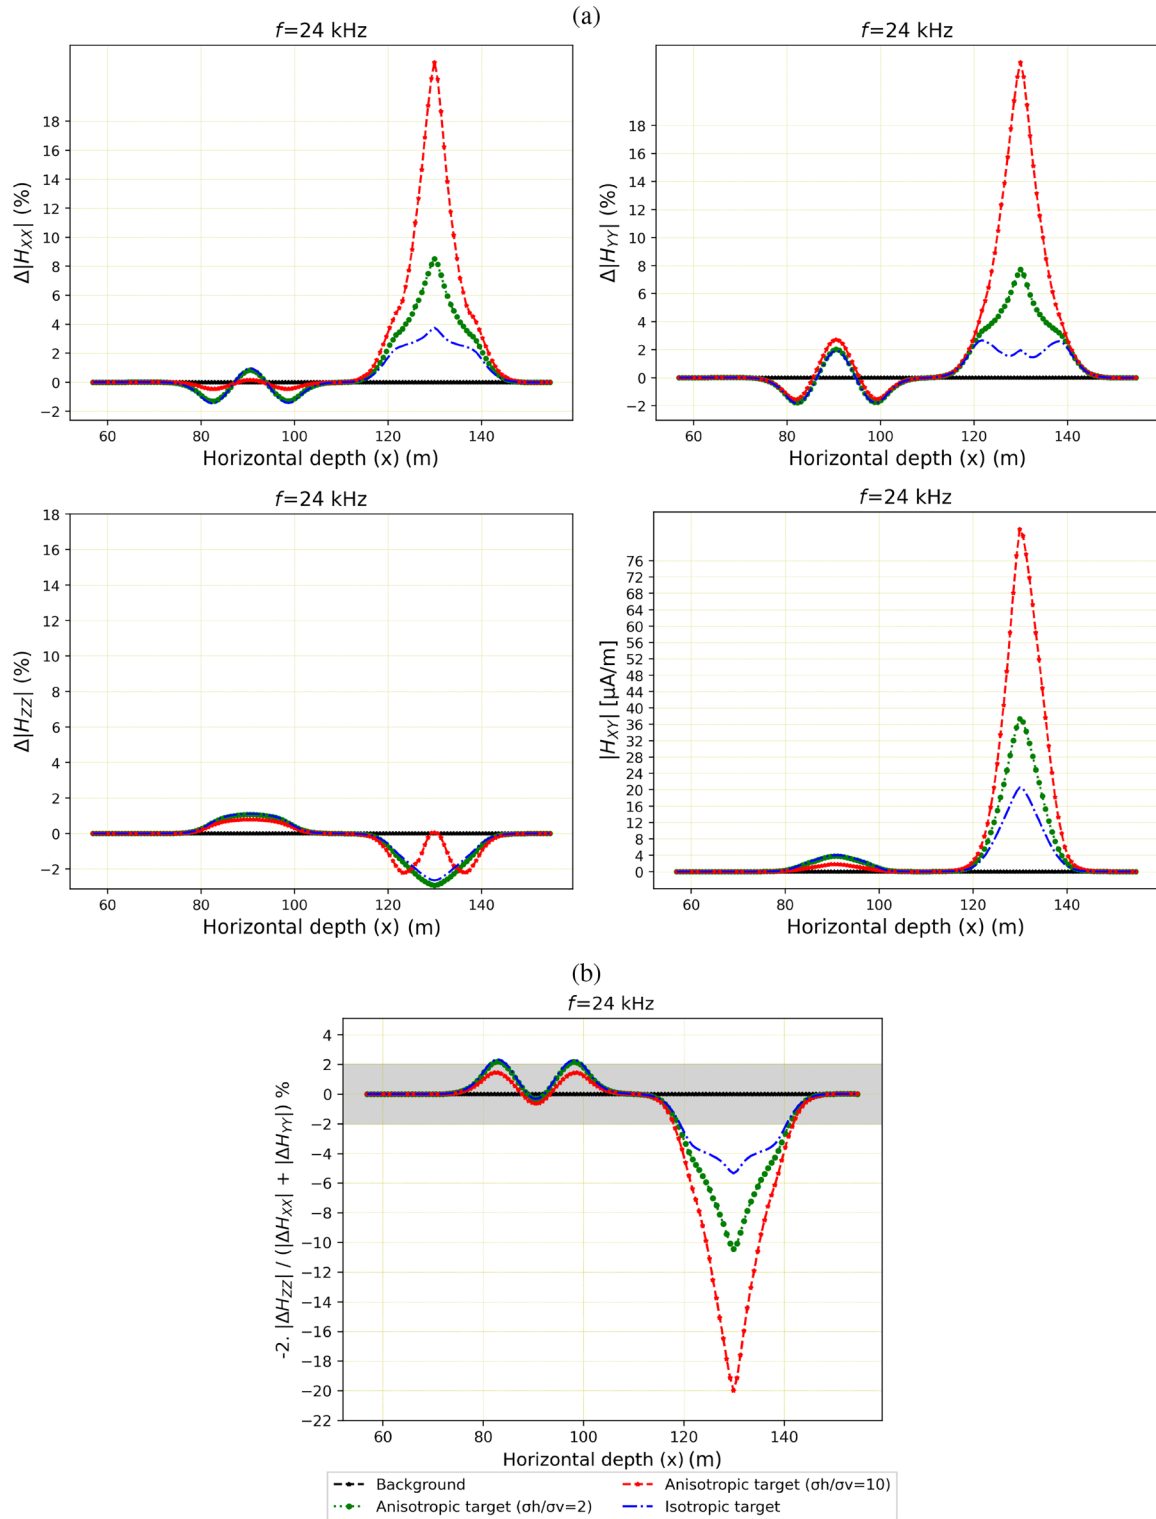 (a)
f=24 kHz
Δ|H_XX| (%)
18
16
14
12
10
8
6
4
2
0
−2
60 80 100 120 140
Horizontal depth (x) (m)
f=24 kHz
Δ|H_YY| (%)
18
16
14
12
10
8
6
4
2
0
−2
60 80 100 120 140
Horizontal depth (x) (m)
f=24 kHz
Δ|H_ZZ| (%)
18
16
14
12
10
8
6
4
2
0
−2
60 80 100 120 140
Horizontal depth (x) (m)
f=24 kHz
|H_XY| [μA/m]
76
72
68
64
60
56
52
48
44
40
36
32
28
24
20
16
12
8
4
0
60 80 100 120 140
Horizontal depth (x) (m)
(b)
f=24 kHz
-2. |ΔH_ZZ| / (|ΔH_XX| + |ΔH_YY|) %
4
2
0
−2
−4
−6
−8
−10
−12
−14
−16
−18
−20
−22
60 80 100 120 140
Horizontal depth (x) (m)
Background
Anisotropic target (σh/σv=2)
Anisotropic target (σh/σv=10)
Isotropic target